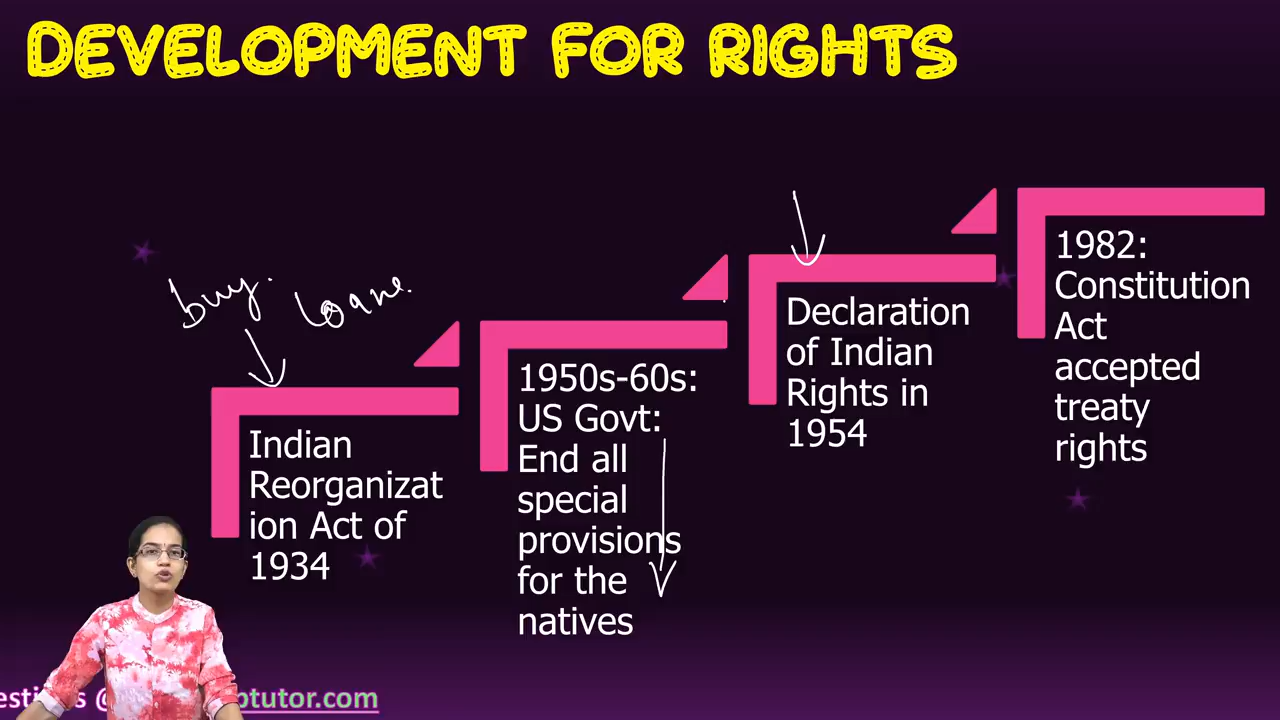 DEVELOPMENT FOR RIGHTS
buy.
loans.
Indian
Reorganizat
ion Act of
1934
1950s-60s:
US Govt:
End all
special
provisions
for the
natives
Declaration
of Indian
Rights in
1954
1982:
Constitution
Act
accepted
treaty
rights
@
ptutor.com